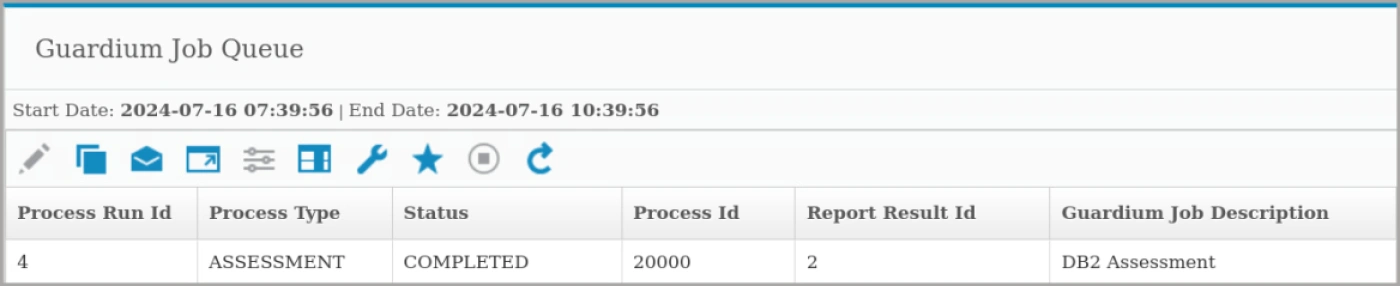 Guardium Job Queue
Start Date: 2024-07-16 07:39:56 | End Date: 2024-07-16 10:39:56
Process Run Id Process Type Status Process Id Report Result Id Guardium Job Description
4 ASSESSMENT COMPLETED 20000 2 DB2 Assessment